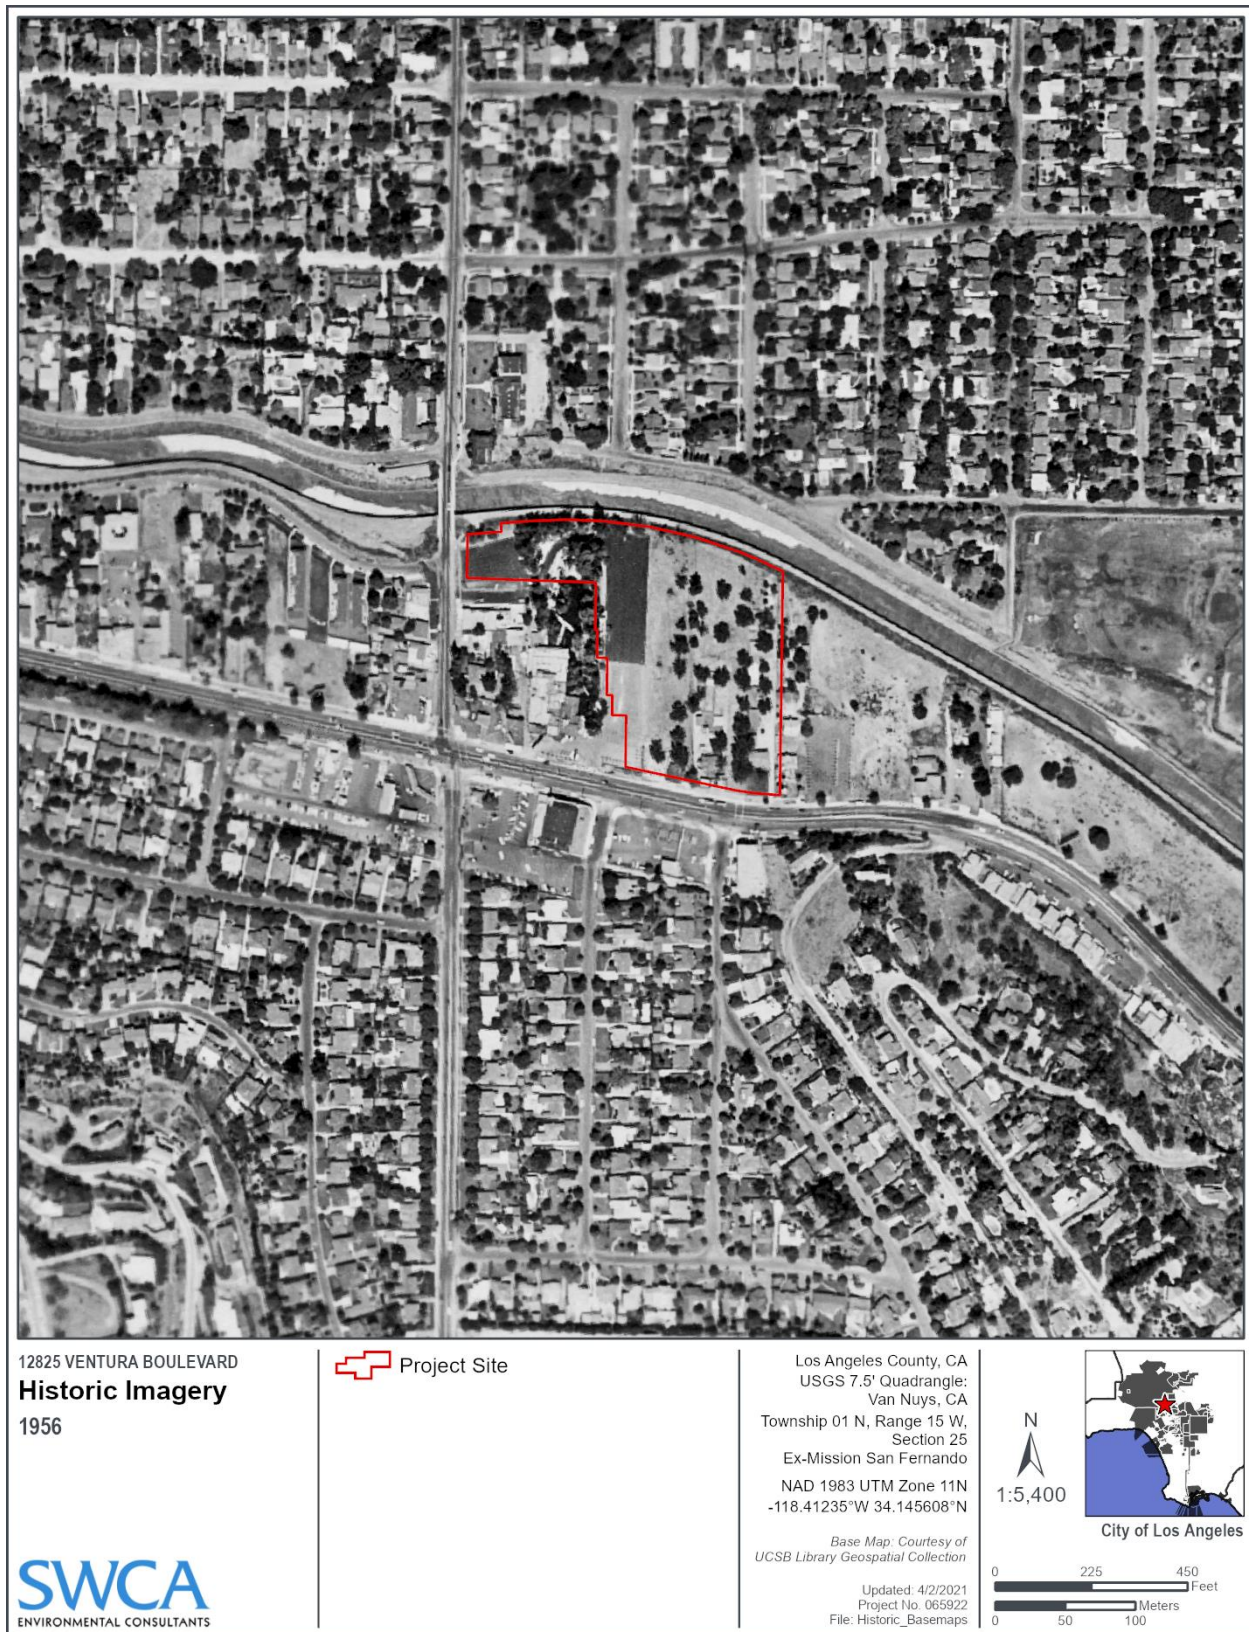 12825 VENTURA BOULEVARD
Historic Imagery
1956
SWCA
ENVIRONMENTAL CONSULTANTS
Project Site
Los Angeles County, CA
USGS 7.5' Quadrangle:
Van Nuys, CA
Township 01 N, Range 15 W,
Section 25
Ex-Mission San Fernando
NAD 1983 UTM Zone 11N
-118.41235°W 34.145608°N
Base Map: Courtesy of
UCSB Library Geospatial Collection
Updated: 4/2/2021
Project No. 065922
File: Historic_Basemaps
N
1:5,400
City of Los Angeles
0 225 450
Feet
Meters
0 50 100